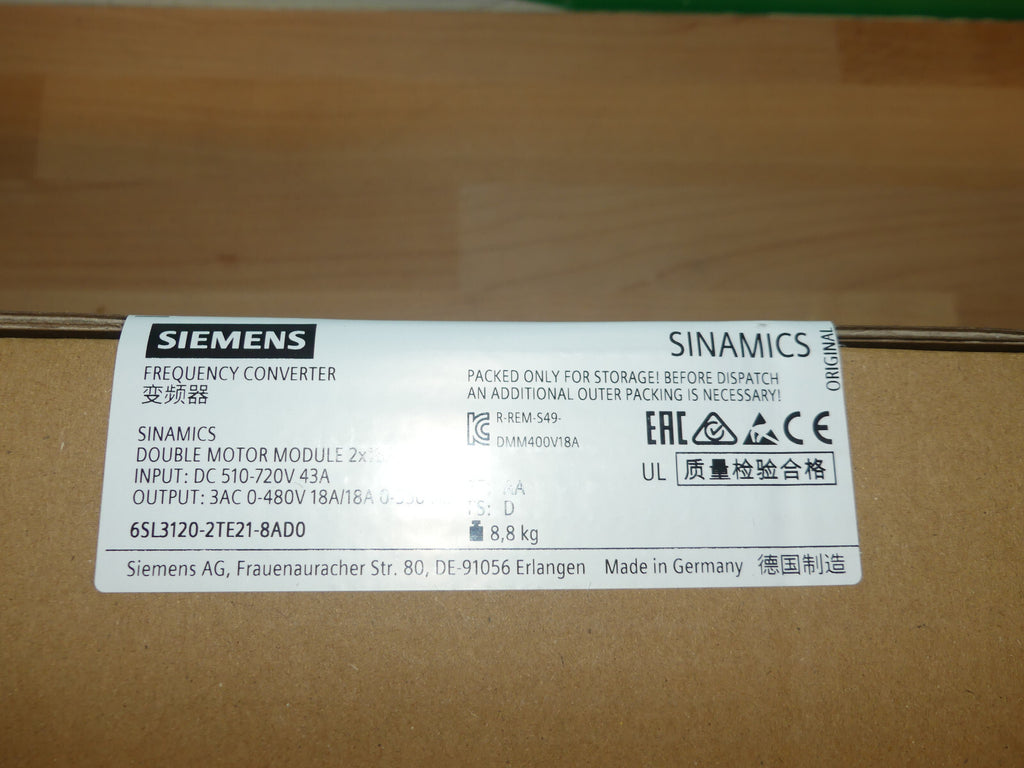 SIEMENS
SINAMICS
ORIGINAL
FREQUENCY CONVERTER
变频器
PACKED ONLY FOR STORAGE! BEFORE DISPATCH
AN ADDITIONAL OUTER PACKING IS NECESSARY!
R-REM-S49-
DMM400V18A
EAC
CE
UL
质量检验合格
SINAMICS
DOUBLE MOTOR MODULE
INPUT: DC 510-720V 43A
OUTPUT: 3AC 0-480V 18A/18A
D
6SL3120-2TE21-8AD0
8,8 kg
Siemens AG, Frauenauracher Str. 80, DE-91056 Erlangen Made in Germany 德国制造